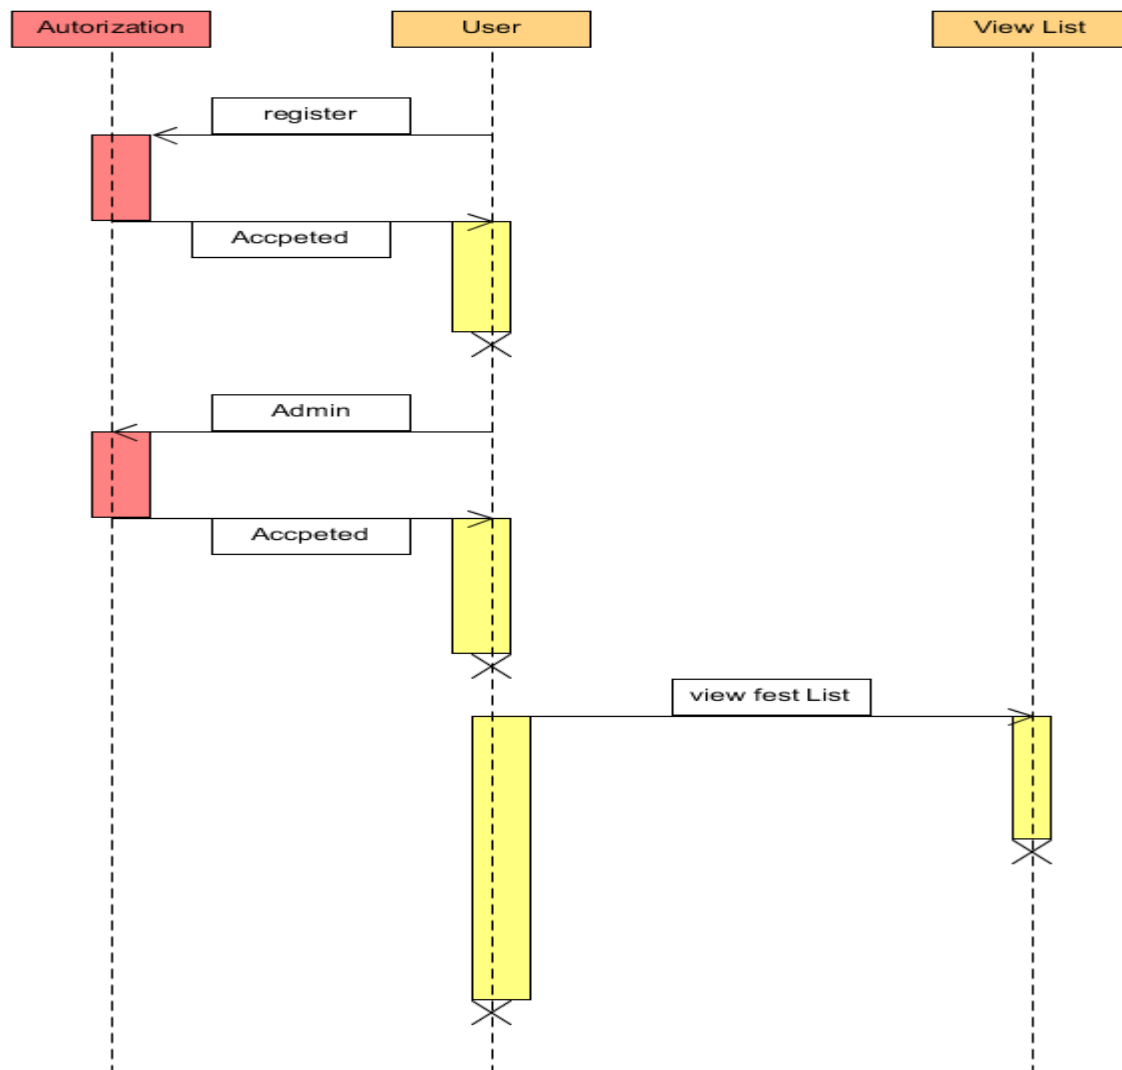 Autorization
User
View List
register
Accpeted
Admin
Accpeted
view fest List